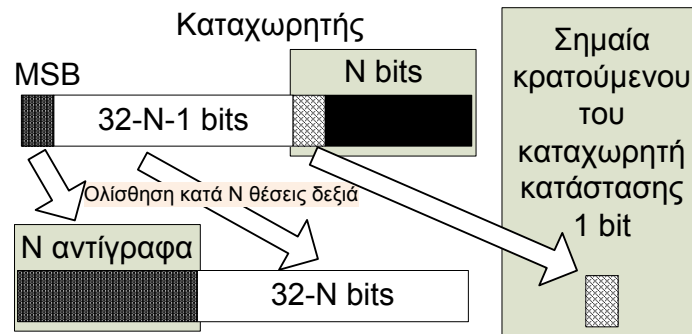 Καταχωρητής
MSB
N bits
32-N-1 bits
Ολίσθηση κατά N θέσεις δεξιά
N αντίγραφα
32-N bits
Σημαία
κρατούμενου
του
καταχωρητή
κατάστασης
1 bit